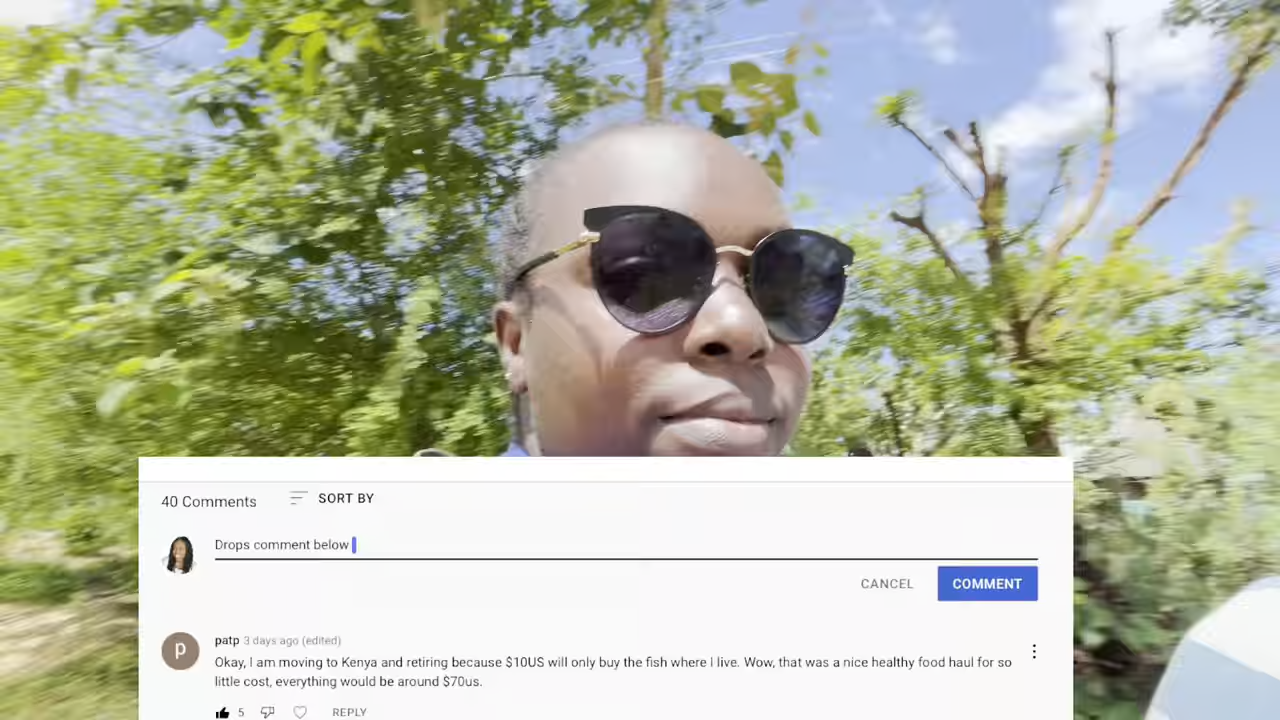 40 Comments
SORT BY
Drops comment below
CANCEL
COMMENT
p
patp 3 days ago (edited)
Okay, I am moving to Kenya and retiring because $10US will only buy the fish where I live. Wow, that was a nice healthy food haul for so
little cost, everything would be around $70us.
5
REPLY